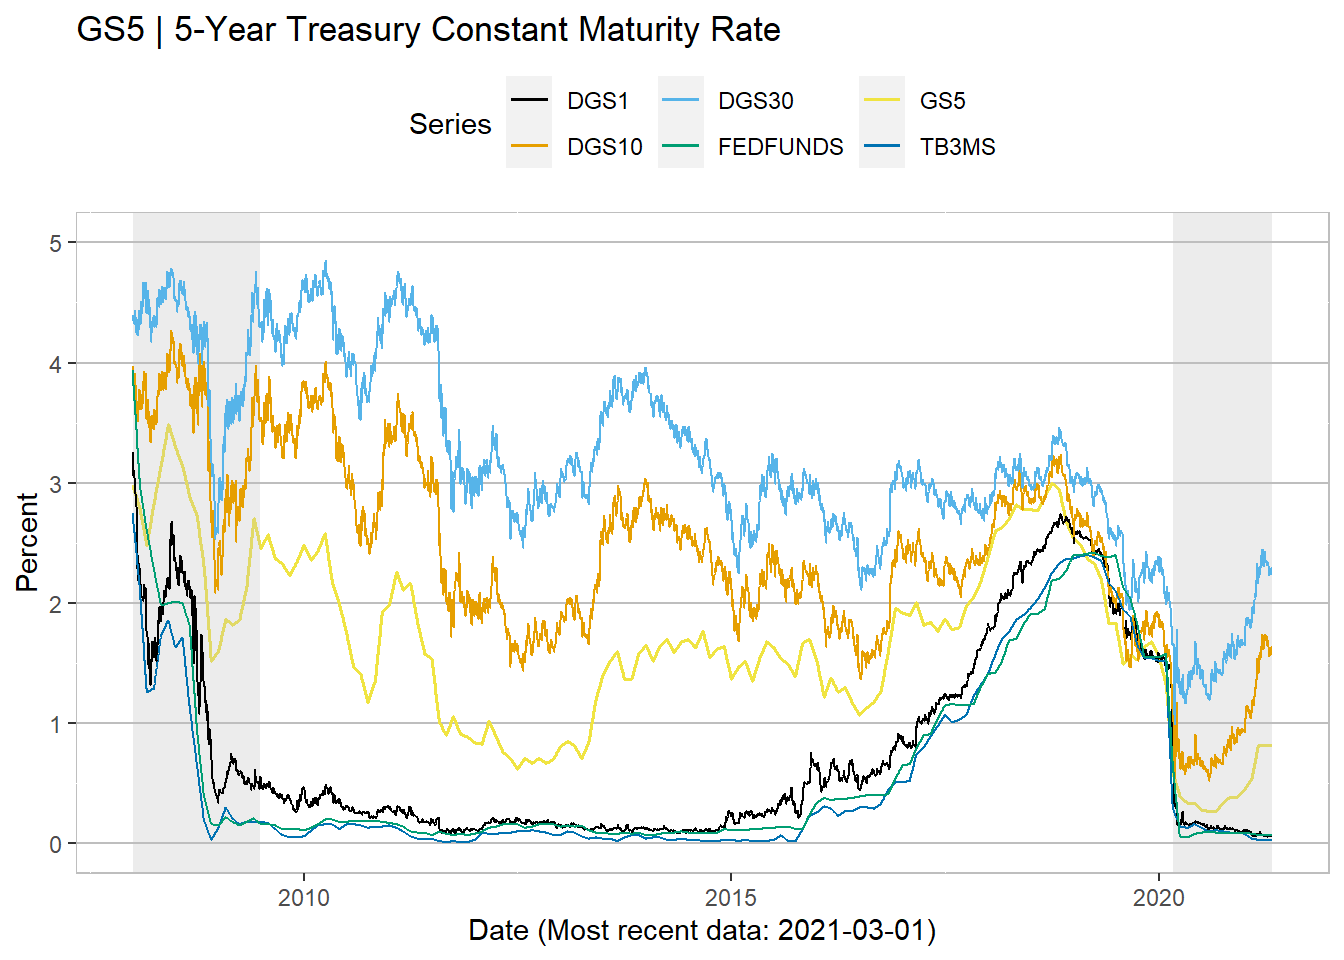 GS5 | 5-Year Treasury Constant Maturity Rate
Series
DGS1 DGS30 GS5
DGS10 FEDFUNDS TB3MS
Percent
5
4
3
2
1
0
2010 2015 2020
Date (Most recent data: 2021-03-01)